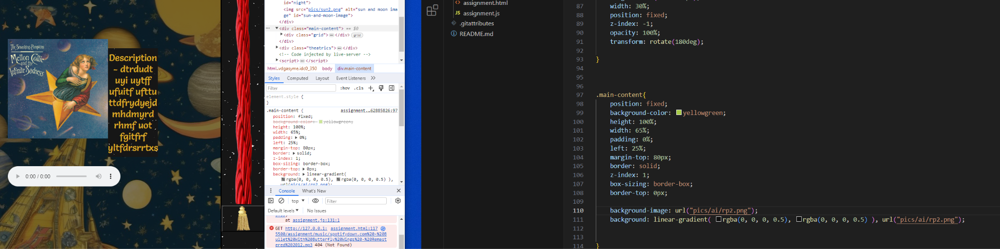 The Smashing Pumpkins
Mellon Collie
and the
Infinite Sadness
Description
- dtrdudt
uyi uytff
ufuitf ufttu
ttdfrydyejd
mhdmyrd
rhmf uot
fgitfrf
yltfdrsrrtxs
0:00 / 0:00
id="night">
<img src="pics/sun2.png" alt="sun and moon ima
ge" id="sun-and-moon-image">
</div>
<div class="main-content"> == $0
<div class="grid"> </div> grid
</div>
<div class="theatrics"> </div>
<!-- Code injected by live-server -->
<script> </script>
html..vdgasyme.idc0_350 body div.main-content
Styles Computed Layout Event Listeners
Filter :hov .cls
element.style {
}
.main-content { assignment.…62885826:97
position: fixed;
background-color: yellowgreen;
height: 100%;
width: 65%;
padding: 0%;
left: 25%;
margin-top: 80px;
border: solid;
z-index: 1;
box-sizing: border-box;
border-top: 0px;
background: linear-gradient(
rgba(0, 0, 0, 0.5), rgba(0, 0, 0, 0.5) ),
url(pics/ai/rp2.png);
Console What's New
top Filter
Default levels No Issues
at assignment.js:131:1
GET http://127.0.0.1: assignment.html:117
5500/assignment/music/spotifydown.com%20-%20B
ullet%20With%20Butterfly%20Wings%20-%20Remast
ered%202012.mp3 404 (Not Found)
assignment.html
JS assignment.js
.gitattributes
README.md
87 width: 30%;
88 position: fixed;
89 z-index: -1;
90 opacity: 100%;
91 transform: rotate(180deg);
92
93 }
94
95
96
97 .main-content{
98 position: fixed;
99 background-color: yellowgreen;
100 height: 100%;
101 width: 65%;
102 padding: 0%;
103 left: 25%;
104 margin-top: 80px;
105 border: solid;
106 z-index: 1;
107 box-sizing: border-box;
108 border-top: 0px;
109
110 background-image: url("pics/ai/rp2.png");
111 background: linear-gradient( rgba(0, 0, 0, 0.5), rgba(0, 0, 0, 0.5) ), url("pics/ai/rp2.png");
112
113
114 }